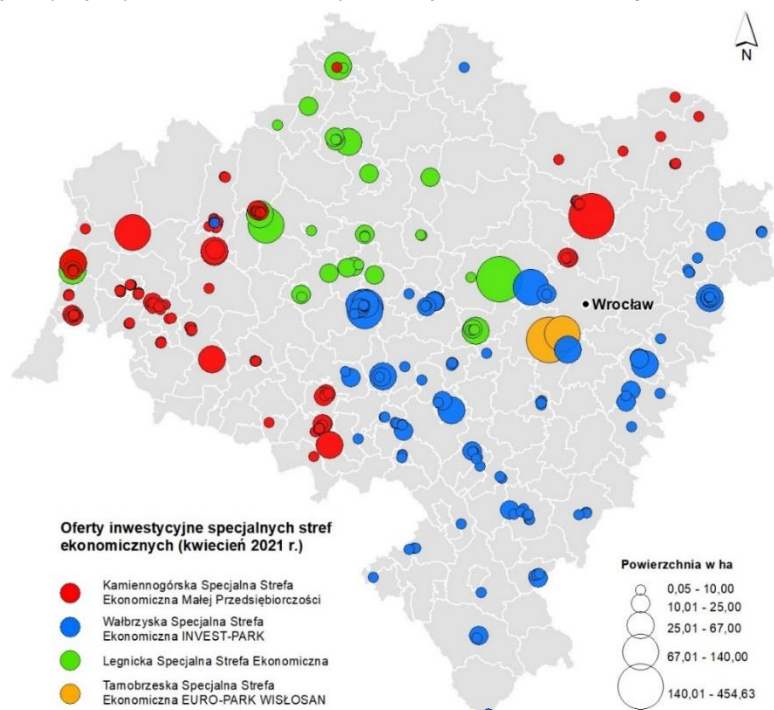 N
Wrocław
Oferty inwestycyjne specjalnych stref
ekonomicznych (kwiecień 2021 r.)
Kamiennogórska Specjalna Strefa
Ekonomiczna Małej Przedsiębiorczości
Wałbrzyska Specjalna Strefa
Ekonomiczna INVEST-PARK
Legnicka Specjalna Strefa Ekonomiczna
Tarnobrzeska Specjalna Strefa
Ekonomiczna EURO-PARK WISŁOSAN
Powierzchnia w ha
0,05 - 10,00
10,01 - 25,00
25,01 - 67,00
67,01 - 140,00
140,01 - 454,63